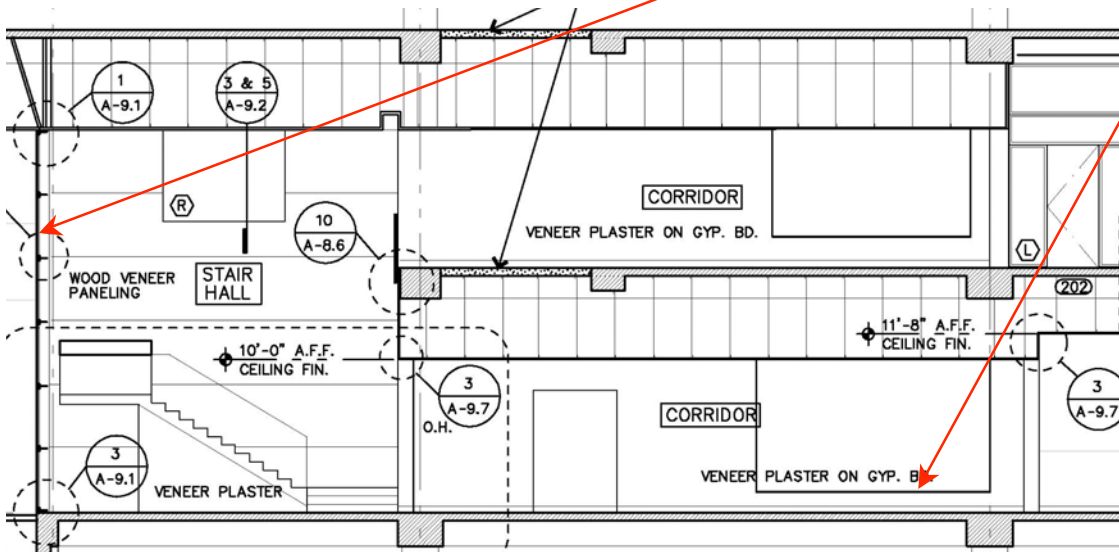 1
A-9.1
3 & 5
A-9.2
R
CORRIDOR
VENEER PLASTER ON GYP. BD.
10
A-8.6
L
WOOD VENEER
PANELING
STAIR
HALL
202
11'-8" A.F.F.
CEILING FIN.
10'-0" A.F.F.
CEILING FIN.
3
A-9.7
3
A-9.7
O.H.
CORRIDOR
3
A-9.1
VENEER PLASTER
VENEER PLASTER ON GYP. BD.